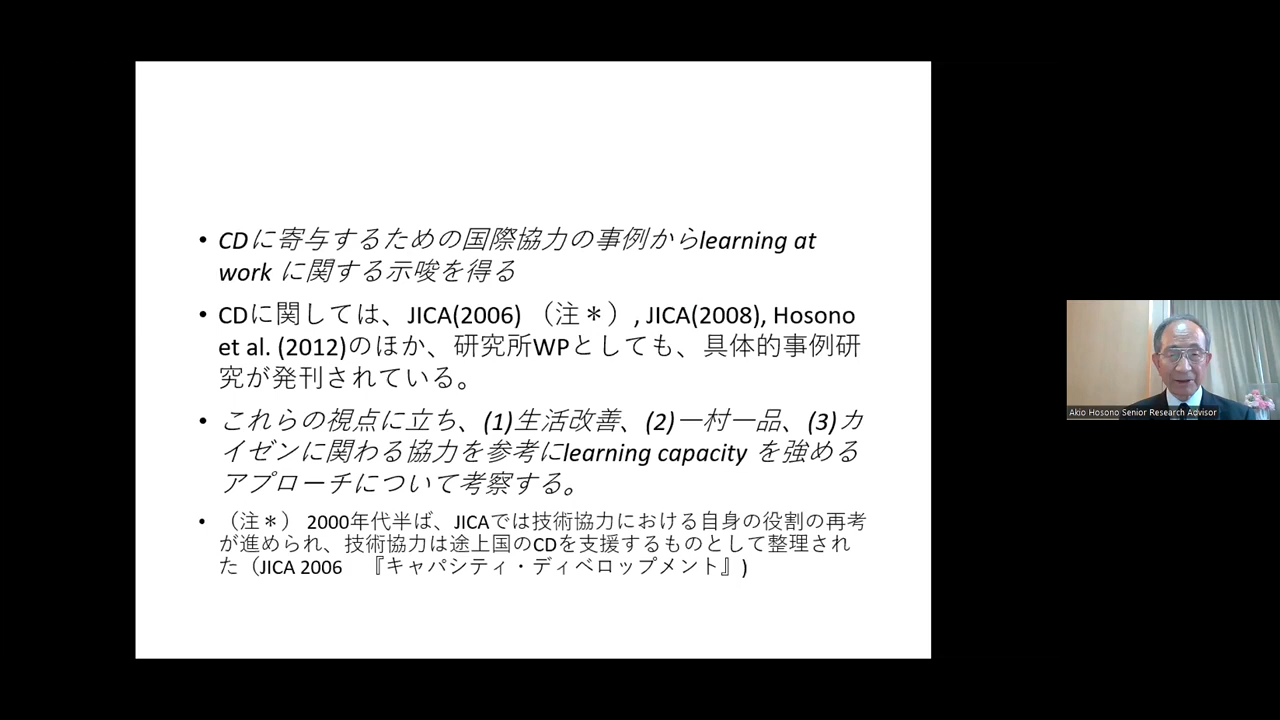 • CDに寄与するための国際協力の事例からlearning at
work に関する示唆を得る
• CDに関しては、JICA(2006) （注＊）, JICA(2008), Hosono
et al. (2012)のほか、研究所WPとしても、具体的事例研
究が発刊されている。
• これらの視点に立ち、(1)生活改善、(2)一村一品、(3)カ
イゼンに関わる協力を参考にlearning capacity を強める
アプローチについて考察する。
• （注＊） 2000年代半ば、JICAでは技術協力における自身の役割の再考
が進められ、技術協力は途上国のCDを支援するものとして整理され
た（JICA 2006　『キャパシティ・ディベロップメント』)
Akio Hosono Senior Research Advisor